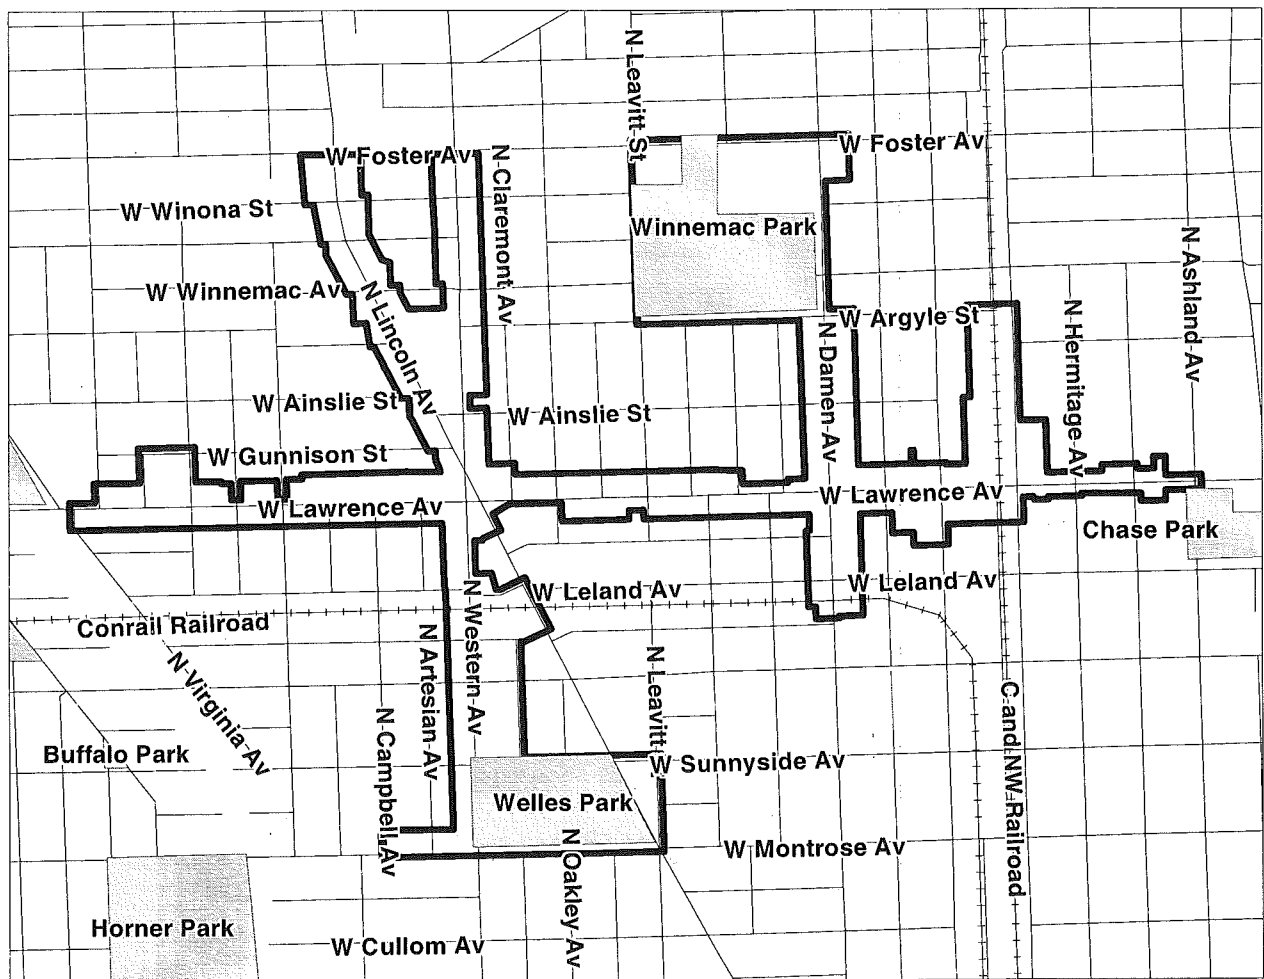 N Leavitt St
W Foster Av
W Foster Av
N Claremont Av
W Winona St
Winnemac Park
N Ashland Av
W Winnemac Av
N Lincoln Av
W Argyle St
N Hermitage Av
N Damen Av
W Ainslie St
W Ainslie St
W Gunnison St
W Lawrence Av
W Lawrence Av
Chase Park
W Leland Av
W Leland Av
Conrail Railroad
N Virginia Av
N Artesian Av
N Western Av
N Leavitt
C and NW Railroad
N Campbell Av
Buffalo Park
W Sunnyside Av
Welles Park
N Oakley Av
W Montrose Av
Horner Park
W Cullom Av